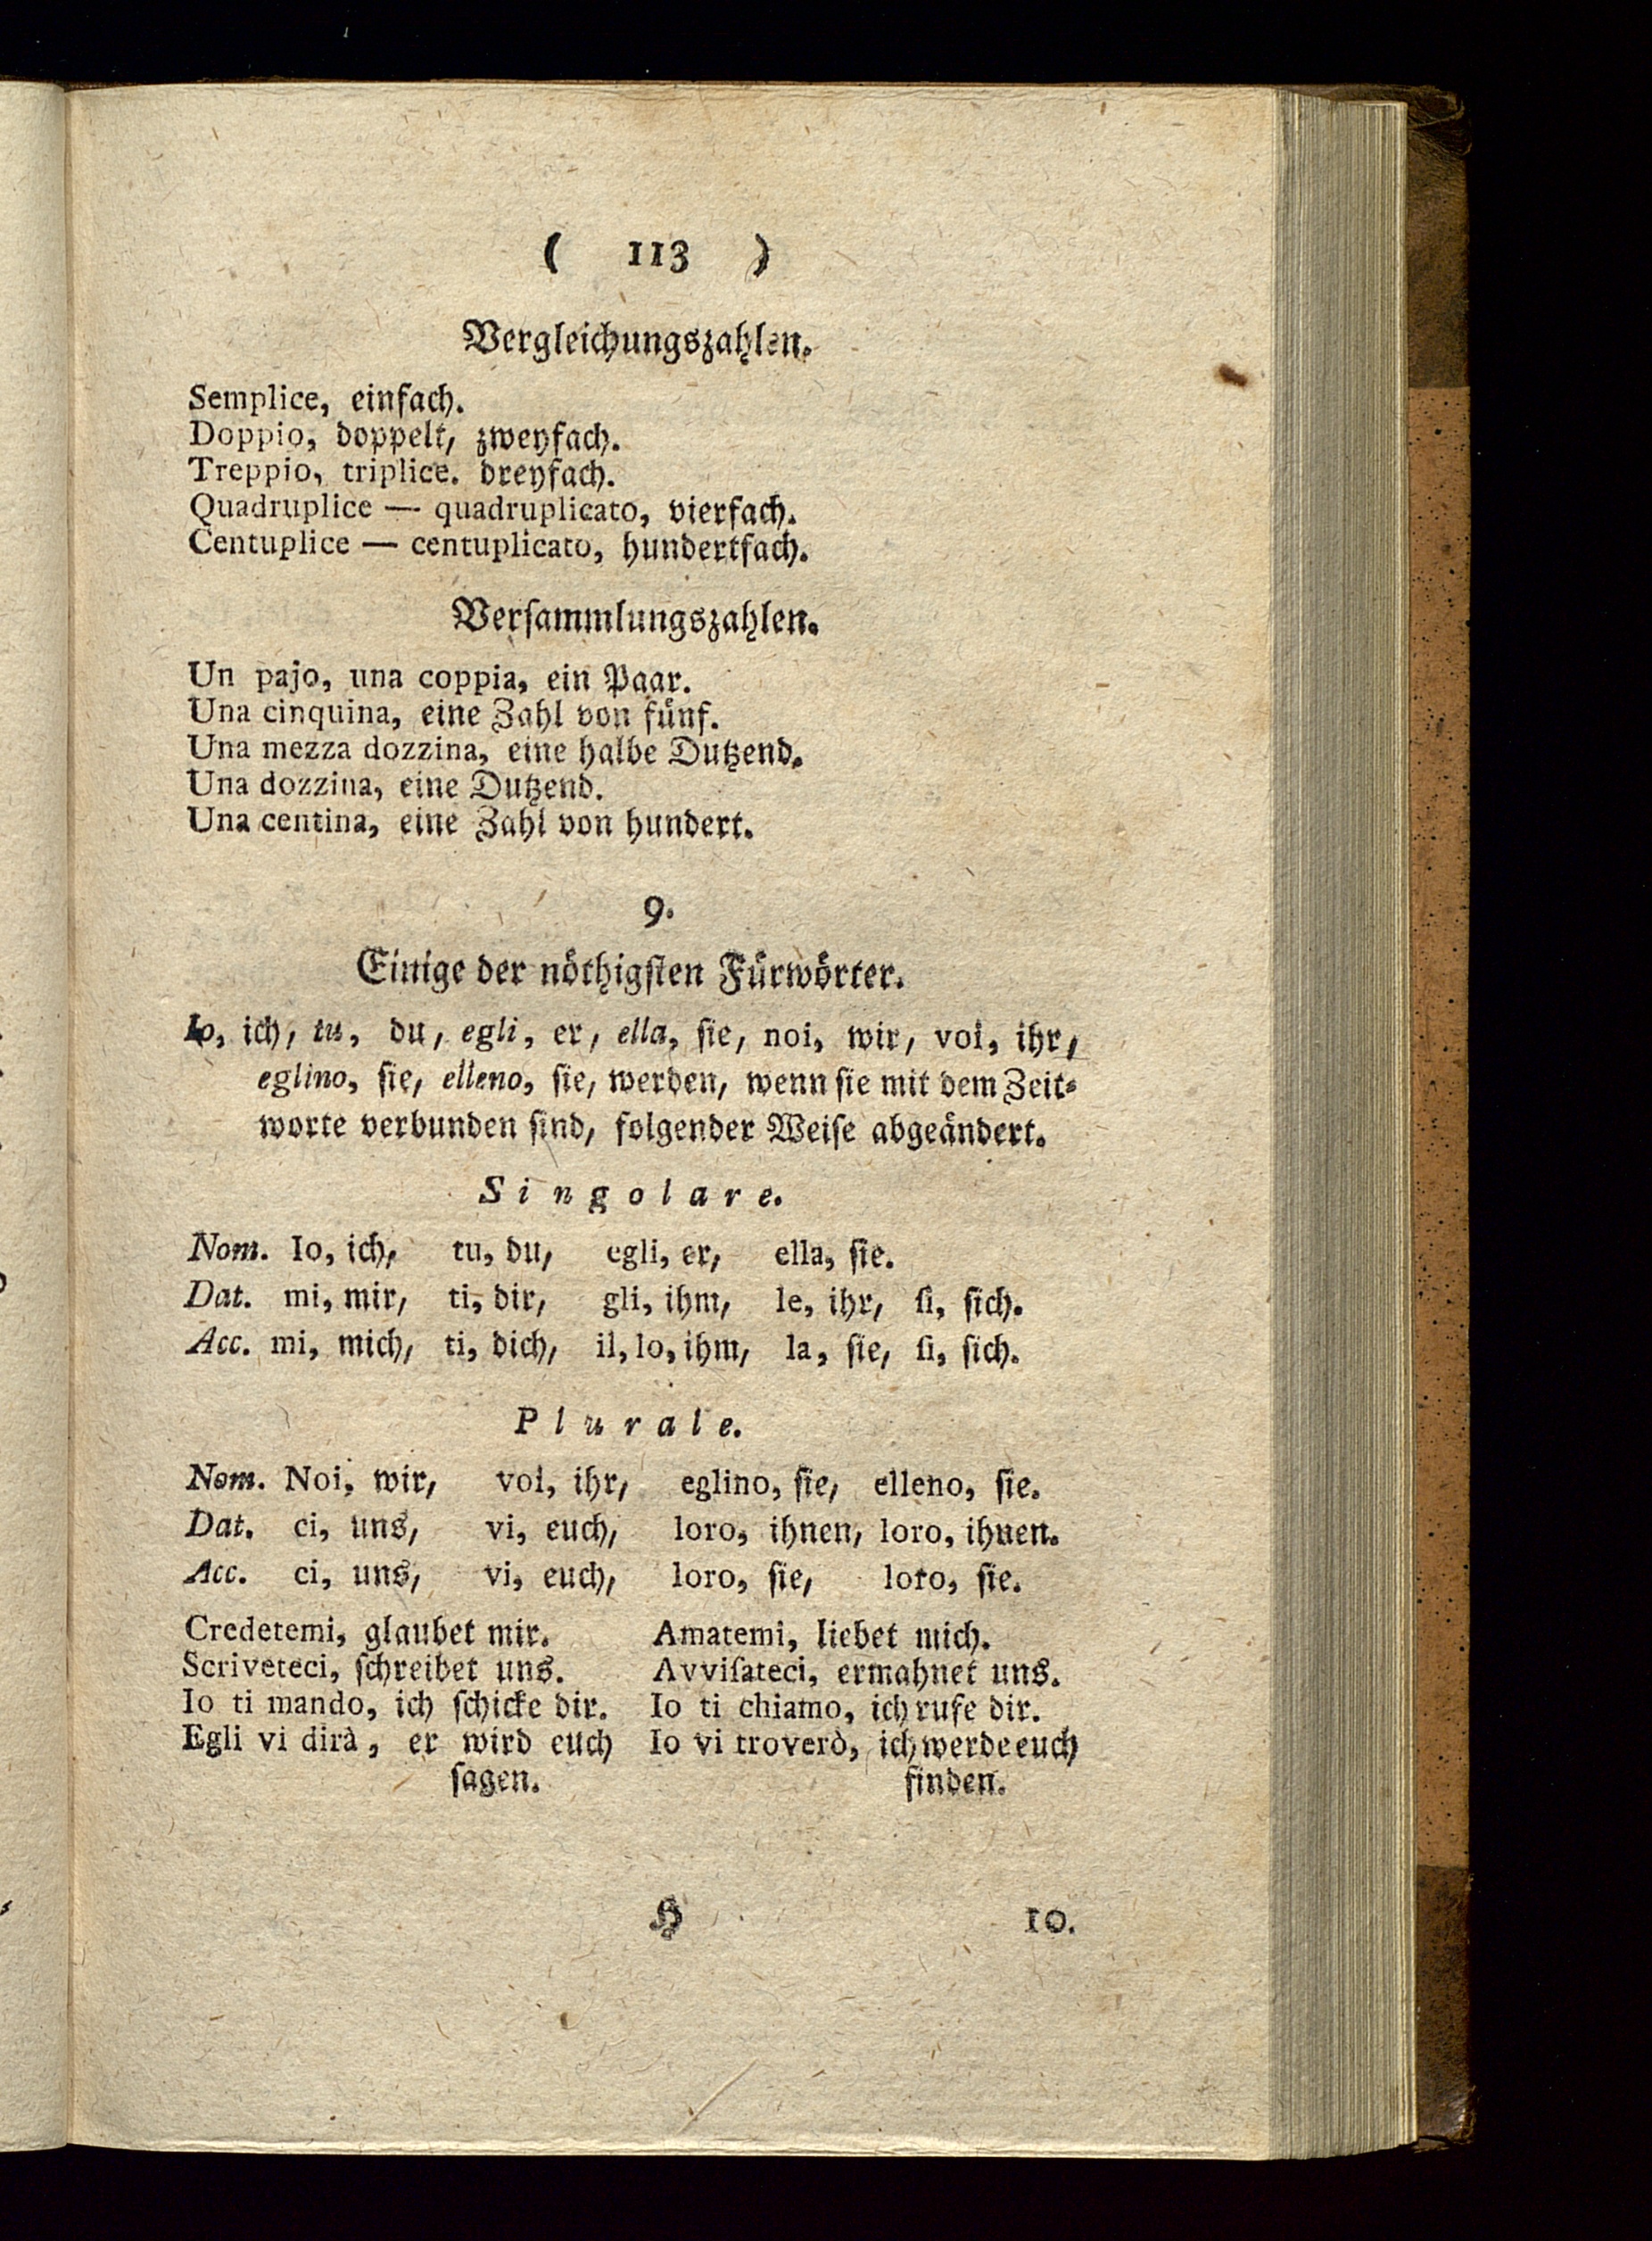 ( 113 )
Vergleichungszahlen.
Semplice, einfach.
Doppio, doppelt, zweyfach.
Treppio, triplice. dreyfach.
Quadruplice — quadruplicato, vierfach.
Centuplice — centuplicato, hundertfach.
Verſammlungszahlen.
Un pajo, una coppia, ein Paar.
Una cinquina, eine Zahl von fünf.
Una mezza dozzina, eine halbe Dutzend.
Una dozzina, eine Dutzend.
Una centina, eine Zahl von hundert.
9.
Einige der nöthigſten Fürwörter.
Io, ich, tu, du, egli, er, ella, ſie, noi, wir, voi, ihr,
eglino, ſie, elleno, ſie, werden, wenn ſie mit dem Zeit-
worte verbunden ſind, folgender Weiſe abgeändert.
Singolare.
Nom. Io, ich, tu, du, egli, er, ella, ſie.
Dat. mi, mir, ti, dir, gli, ihm, le, ihr, ſi, ſich.
Acc. mi, mich, ti, dich, il, lo, ihm, la, ſie, ſi, ſich.
Plurale.
Nom. Noi, wir, voi, ihr, eglino, ſie, elleno, ſie.
Dat. ci, uns, vi, euch, loro, ihnen, loro, ihnen.
Acc. ci, uns, vi, euch, loro, ſie, loro, ſie.
Credetemi, glaubet mir. Amatemi, liebet mich.
Scriveteci, ſchreibet uns. Avviſateci, ermahnet uns.
Io ti mando, ich ſchicke dir. Io ti chiamo, ich rufe dir.
Egli vi dirà, er wird euch Io vi troverò, ich werde euch
ſagen. finden.
H 10.